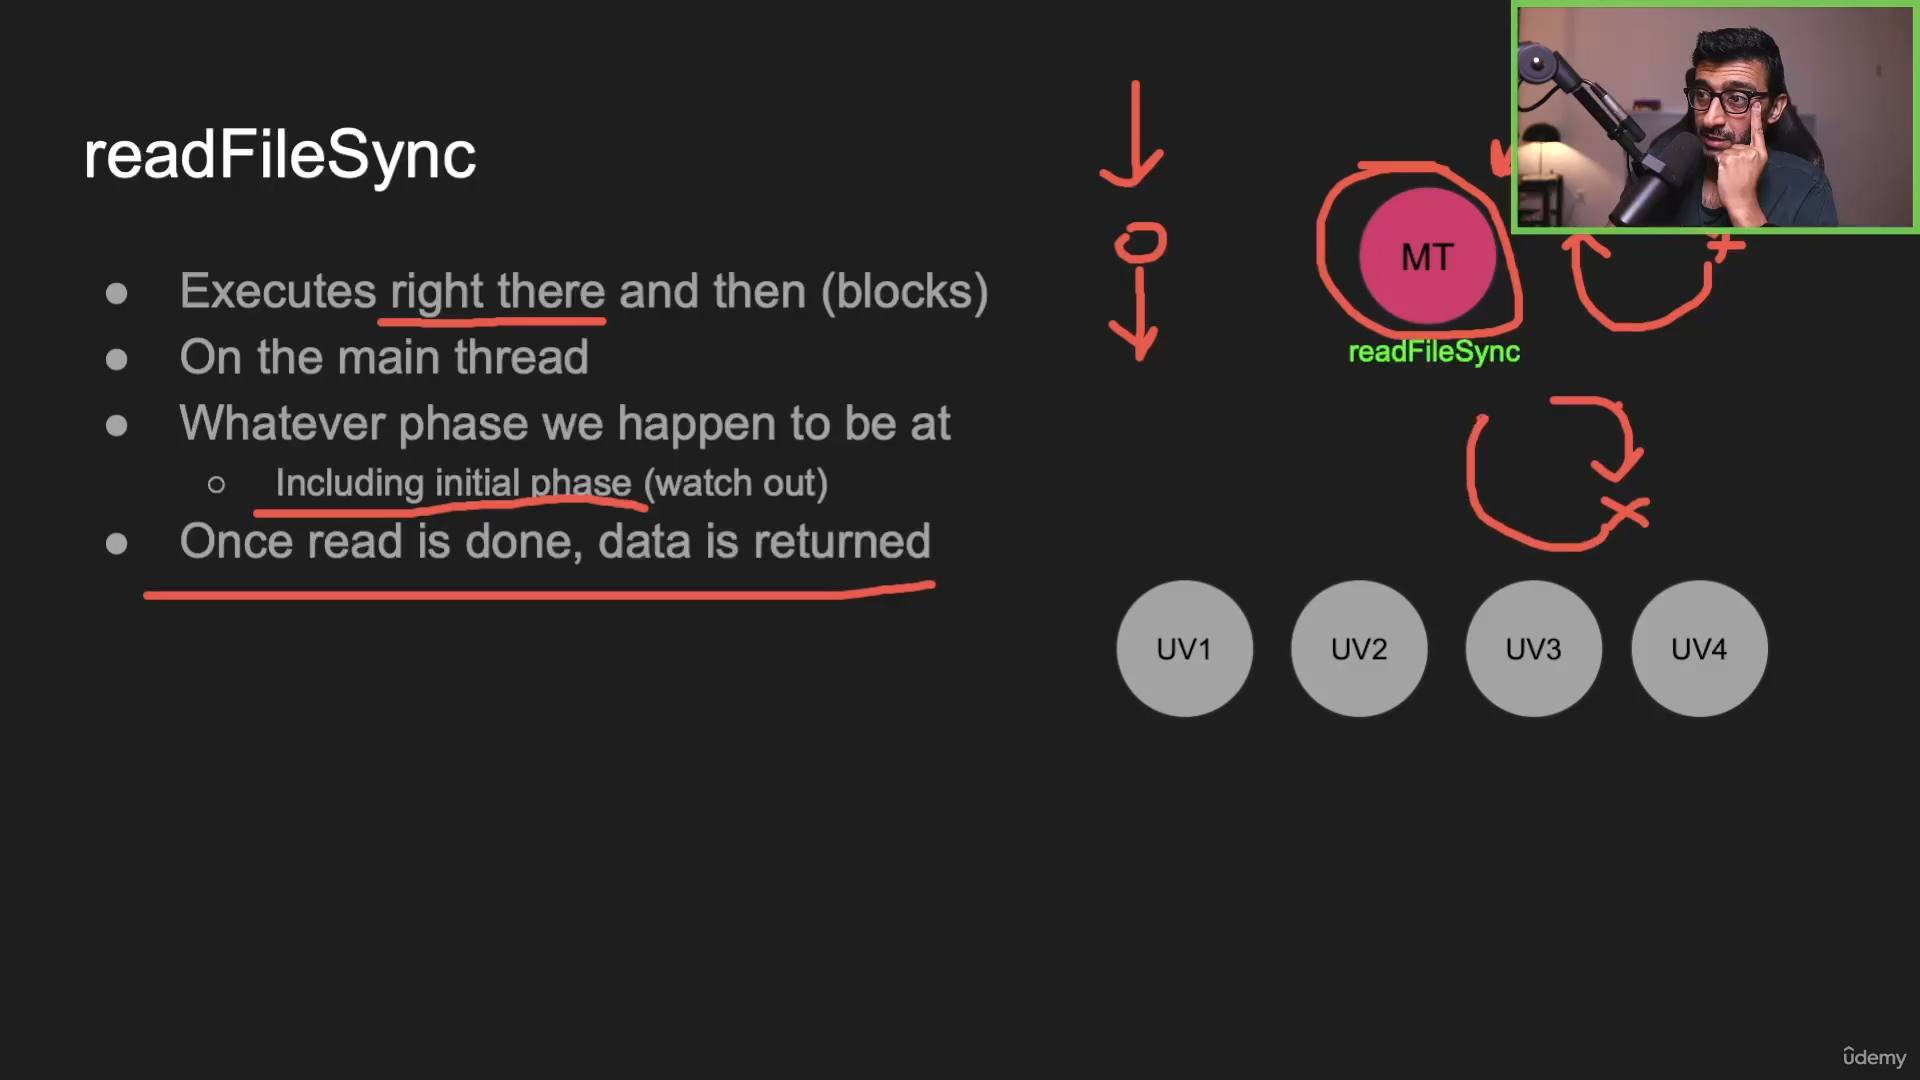 readFileSync
● Executes right there and then (blocks)
● On the main thread
● Whatever phase we happen to be at
○ Including initial phase (watch out)
● Once read is done, data is returned
MT
readFileSync
UV1
UV2
UV3
UV4
ûdemy